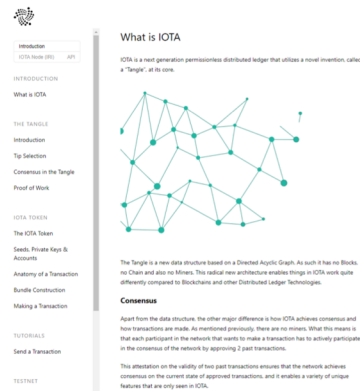 Introduction
IOTA Node (IRI) API
INTRODUCTION
What is IOTA
THE TANGLE
Introduction
Tip Selection
Consensus in the Tangle
Proof of Work
IOTA TOKEN
The IOTA Token
Seeds, Private Keys &
Accounts
Anatomy of a Transaction
Bundle Construction
Making a Transaction
TUTORIALS
Send a Transaction
TESTNET
What is IOTA
IOTA is a next generation permissionless distributed ledger that utilizes a novel invention, called
a "Tangle", at its core.
The Tangle is a new data structure based on a Directed Acyclic Graph. As such it has no Blocks,
no Chain and also no Miners. This radical new architecture enables things in IOTA work quite
differently compared to Blockchains and other Distributed Ledger Technologies.
Consensus
Apart from the data structure, the other major difference is how IOTA achieves consensus and
how transactions are made. As mentioned previously, there are no miners. What this means is
that each participant in the network that wants to make a transaction has to actively participate
in the consensus of the network by approving 2 past transactions.
This attestation on the validity of two past transactions ensures that the network achieves
consensus on the current state of approved transactions, and it enables a variety of unique
features that are only seen in IOTA.